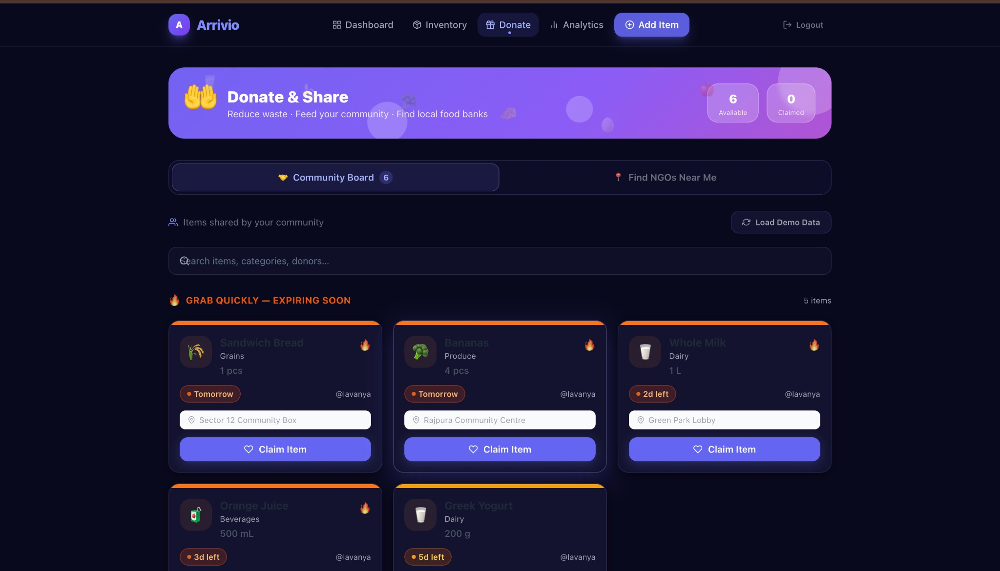 A Arrivio Dashboard Inventory Donate Analytics Add Item Logout
Donate & Share
Reduce waste · Feed your community · Find local food banks
6
Available
0
Claimed
Community Board 6
Find NGOs Near Me
Items shared by your community
Load Demo Data
Search items, categories, donors...
GRAB QUICKLY — EXPIRING SOON
5 items
Sandwich Bread
Grains
1 pcs
Tomorrow
@lavanya
Sector 12 Community Box
Claim Item
Bananas
Produce
4 pcs
Tomorrow
@lavanya
Rajpura Community Centre
Claim Item
Whole Milk
Dairy
1 L
2d left
@lavanya
Green Park Lobby
Claim Item
Orange Juice
Beverages
500 mL
3d left
@lavanya
Greek Yogurt
Dairy
200 g
5d left
@lavanya